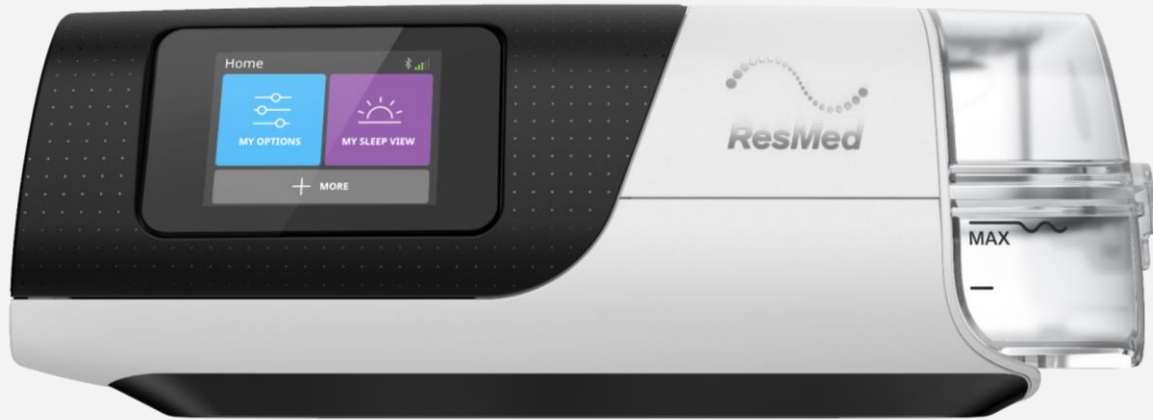 Home
MY OPTIONS
MY SLEEP VIEW
MORE
ResMed
MAX